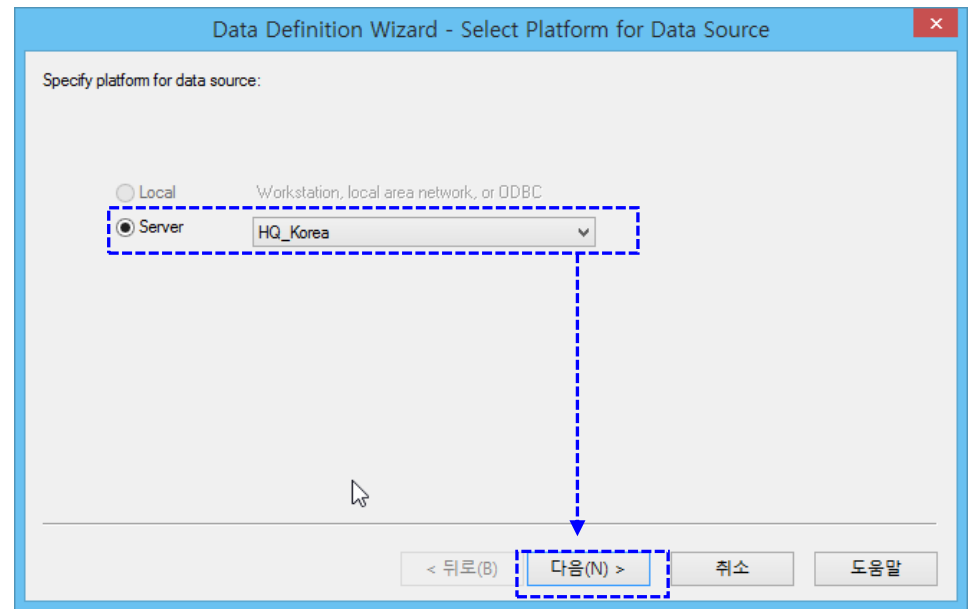 Data Definition Wizard - Select Platform for Data Source
Specify platform for data source:
Local Workstation, local area network, or ODBC
Server HQ_Korea
< 뒤로(B) 다음(N) > 취소 도움말